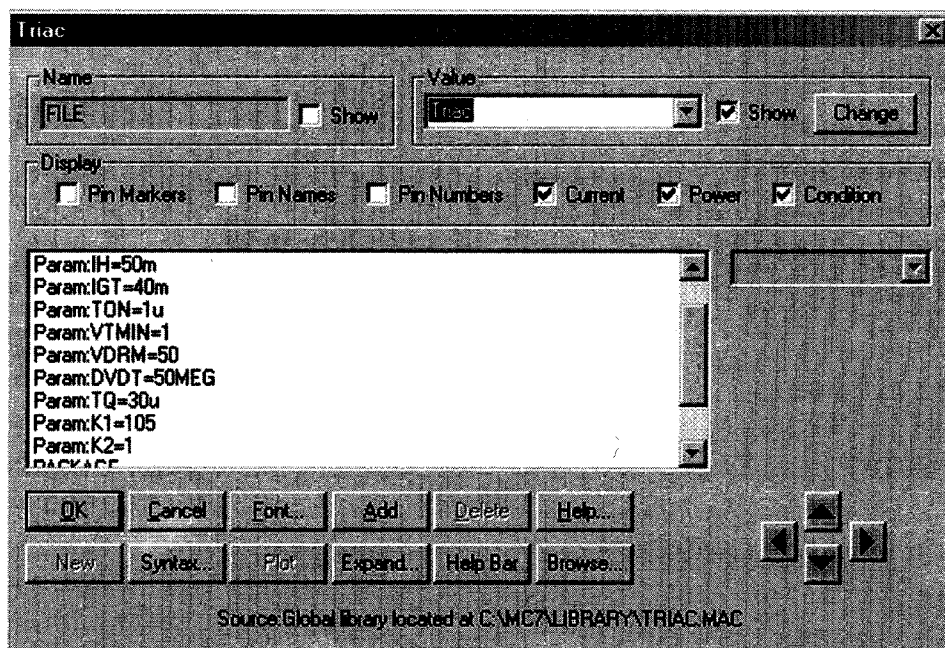 Triac
Name
Value
FILE
Show
Triac
Show
Change
Display
Pin Markers
Pin Names
Pin Numbers
Current
Power
Condition
Param:IH=50m
Param:IGT=40m
Param:TON=1u
Param:VTMIN=1
Param:VDRM=50
Param:DVDT=50MEG
Param:TQ=30u
Param:K1=105
Param:K2=1
PACKAGE
OK
Cancel
Font...
Add
Delete
Help...
New
Syntax...
Plot
Expand...
Help Bar
Browse...
Source:Global library located at C:\MC7\LIBRARY\TRIAC.MAC